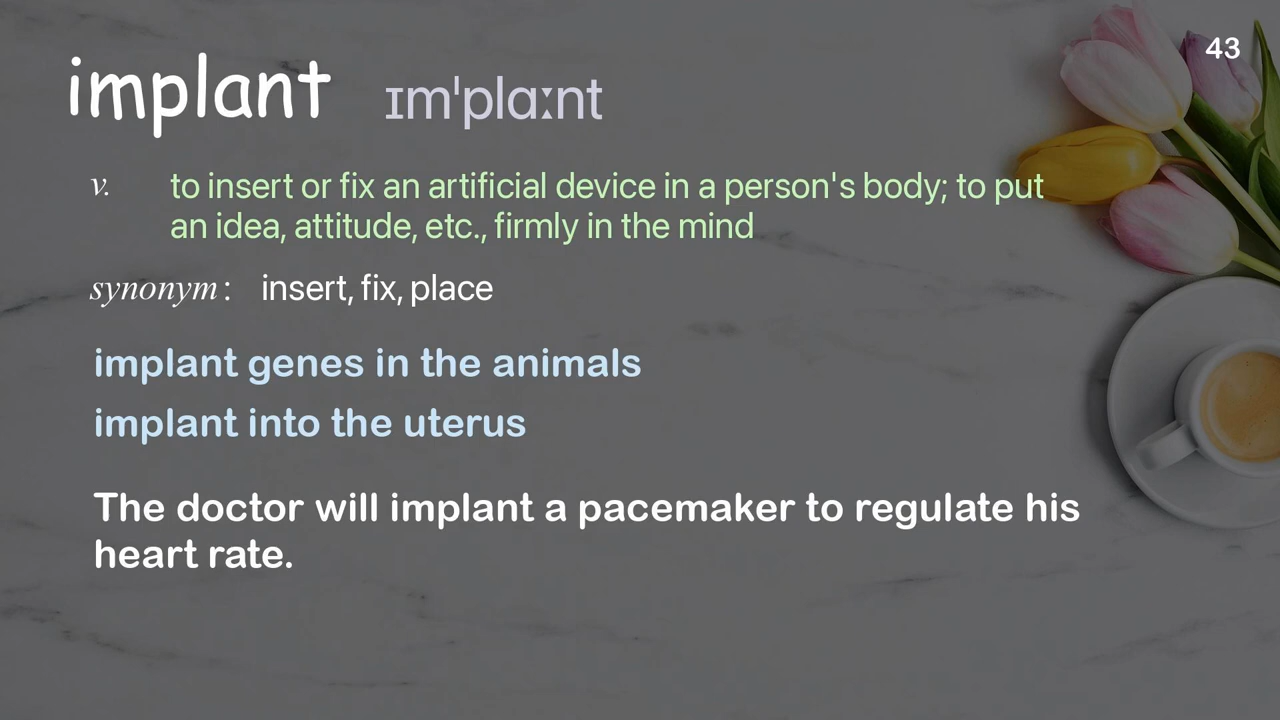 43
implant ɪmˈplɑːnt
v. to insert or fix an artificial device in a person's body; to put
an idea, attitude, etc., firmly in the mind
synonym : insert, fix, place
implant genes in the animals
implant into the uterus
The doctor will implant a pacemaker to regulate his
heart rate.